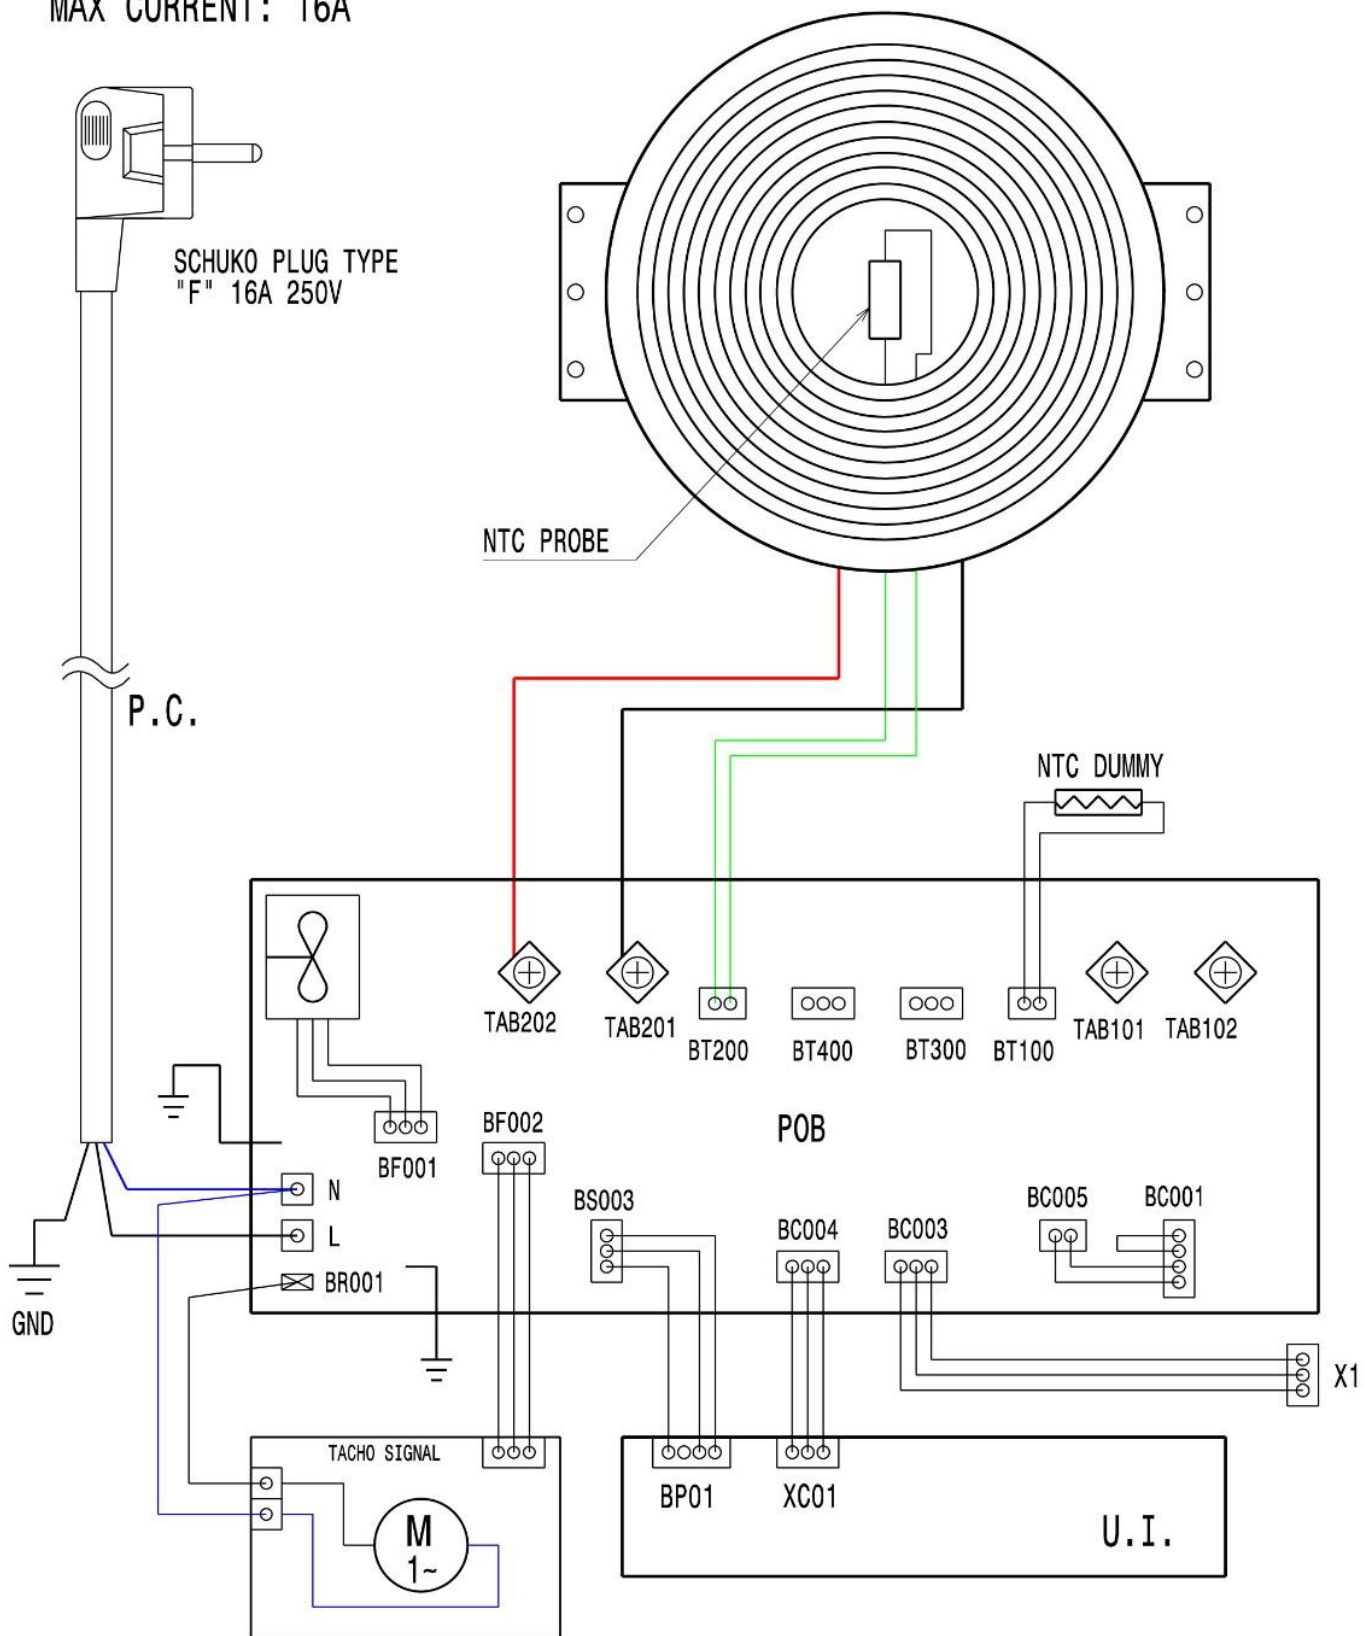 MAX CURRENT: 16A
SCHUKO PLUG TYPE
"F" 16A 250V
NTC PROBE
P.C.
NTC DUMMY
TAB202
TAB201
BT200
BT400
BT300
BT100
TAB101
TAB102
BF001
BF002
POB
N
L
BR001
GND
BS003
BC004
BC003
BC005
BC001
X1
TACHO SIGNAL
M
1~
BP01
XC01
U.I.